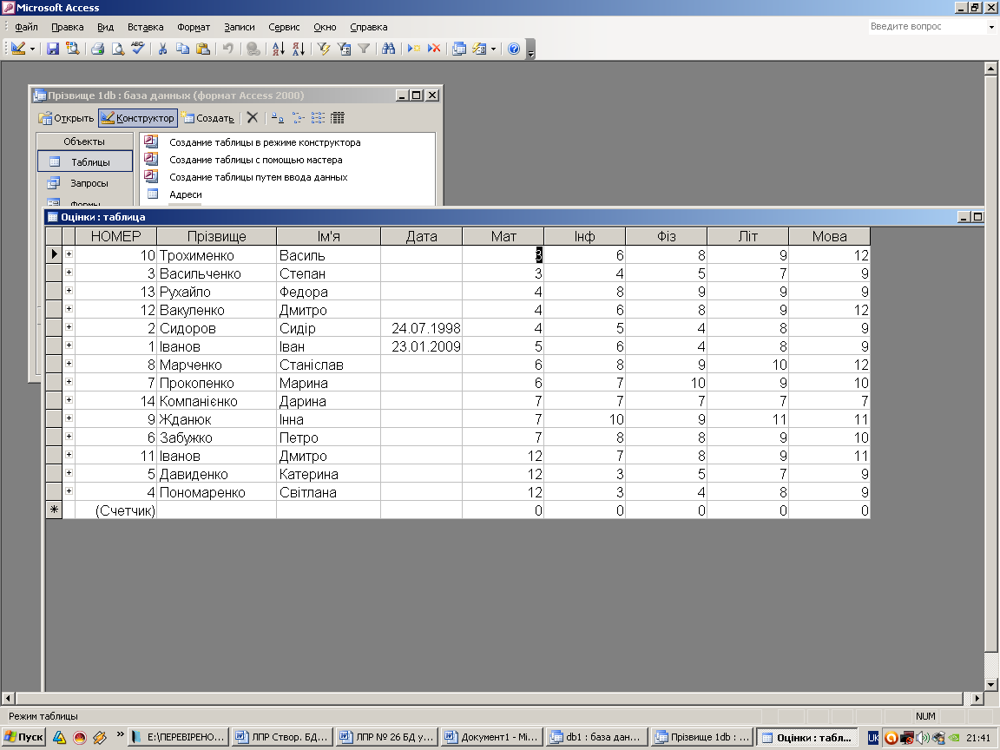 Microsoft Access
Файл Правка Вид Вставка Формат Записи Сервис Окно Справка Введите вопрос
Прізвище 1db : база данных (формат Access 2000)
Открыть Конструктор Создать
Объекты
Таблицы
Запросы
Формы
Создание таблицы в режиме конструктора
Создание таблицы с помощью мастера
Создание таблицы путем ввода данных
Адреси
Оцінки : таблица
НОМЕР Прізвище Ім'я Дата Мат Інф Фіз Літ Мова
10 Трохименко Василь 3 6 8 9 12
3 Васильченко Степан 3 4 5 7 9
13 Рухайло Федора 4 8 9 9 9
12 Вакуленко Дмитро 4 6 8 9 12
2 Сидоров Сидір 24.07.1998 4 5 4 8 9
1 Іванов Іван 23.01.2009 5 6 4 8 9
8 Марченко Станіслав 6 8 9 10 12
7 Прокопенко Марина 6 7 10 9 10
14 Компанієнко Дарина 7 7 7 7 7
9 Жданюк Інна 7 10 9 11 11
6 Забужко Петро 7 8 8 9 10
11 Іванов Дмитро 12 7 8 9 11
5 Давиденко Катерина 12 3 5 7 9
4 Пономаренко Світлана 12 3 4 8 9
(Счетчик) 0 0 0 0 0
Режим таблицы NUM
Пуск E:\ПЕРЕВІРЕНО... ЛПР Створ. БД... ЛПР № 26 БД у... Документ1 - Mi... db1 : база дан... Прізвище 1db : ... Оцінки : табл... UK 21:41